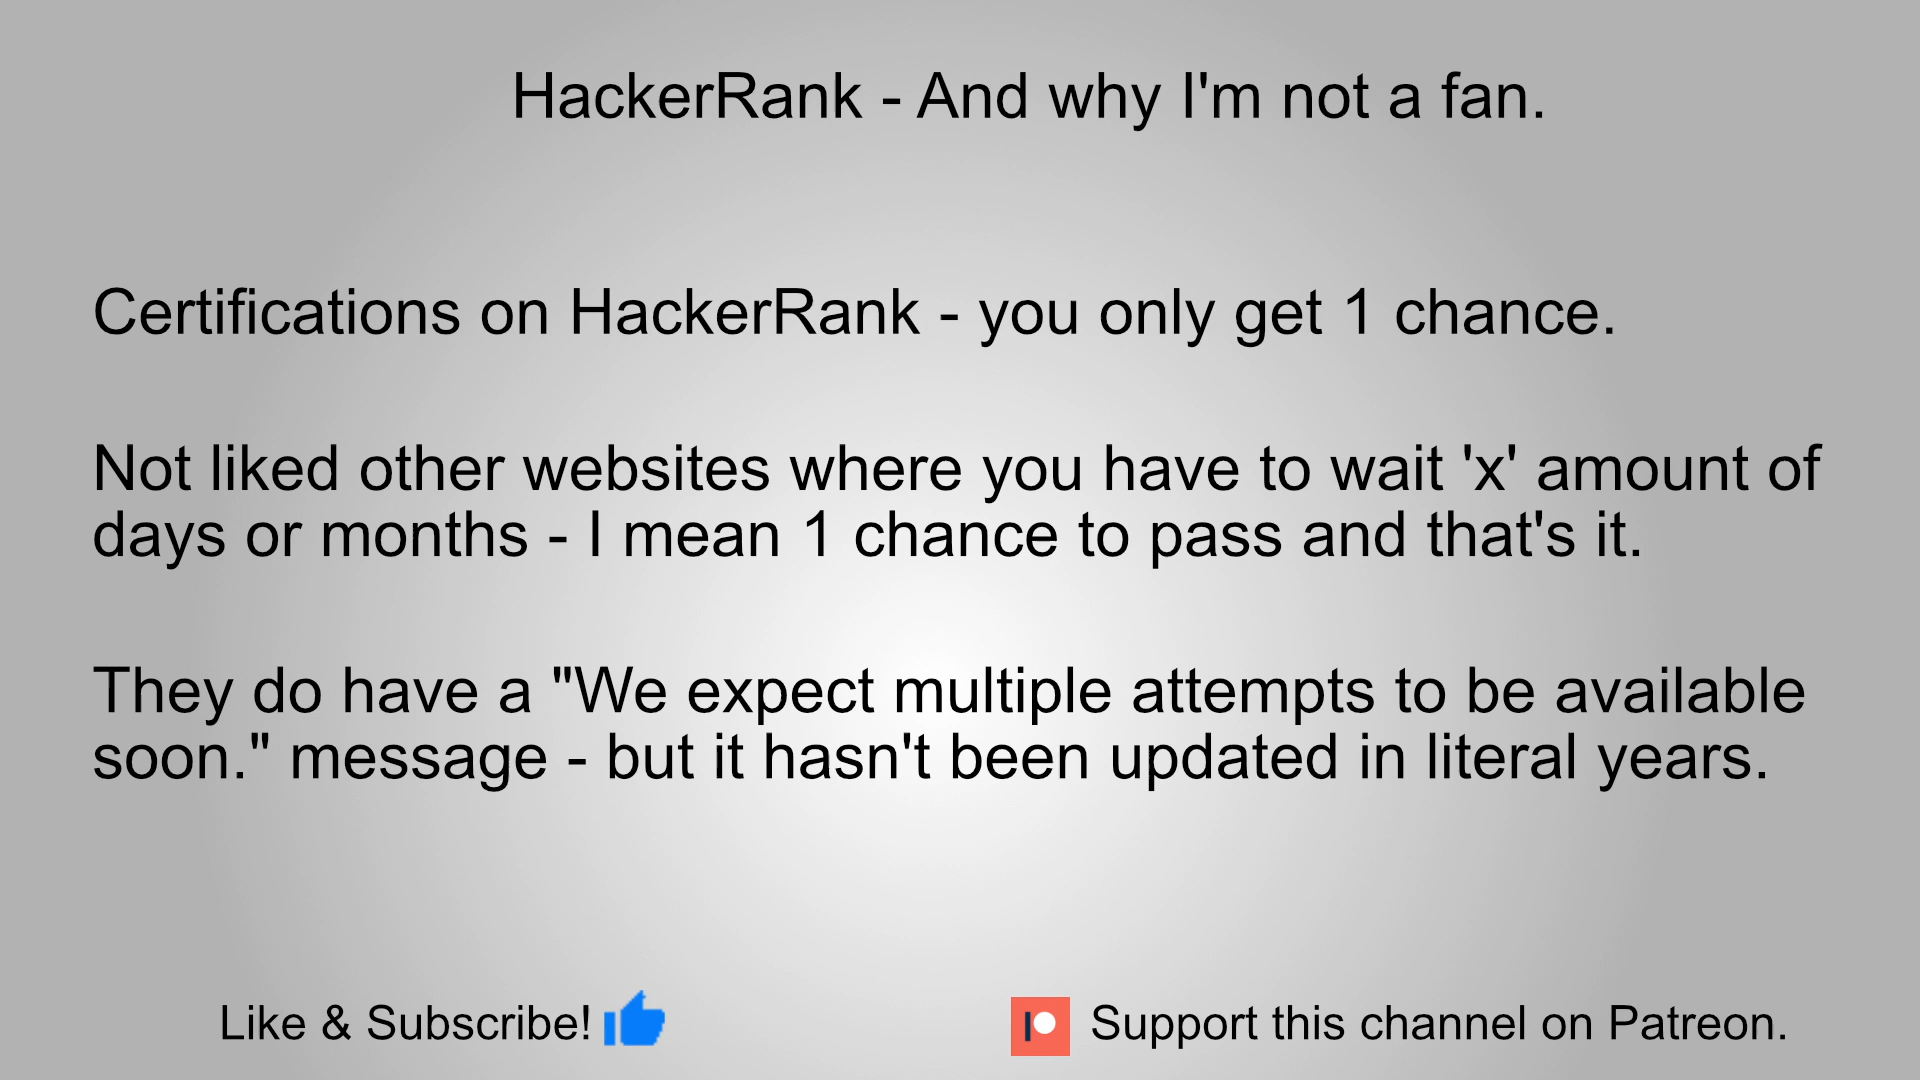 HackerRank - And why I'm not a fan.
Certifications on HackerRank - you only get 1 chance.
Not liked other websites where you have to wait 'x' amount of
days or months - I mean 1 chance to pass and that's it.
They do have a "We expect multiple attempts to be available
soon." message - but it hasn't been updated in literal years.
Like & Subscribe!
Support this channel on Patreon.